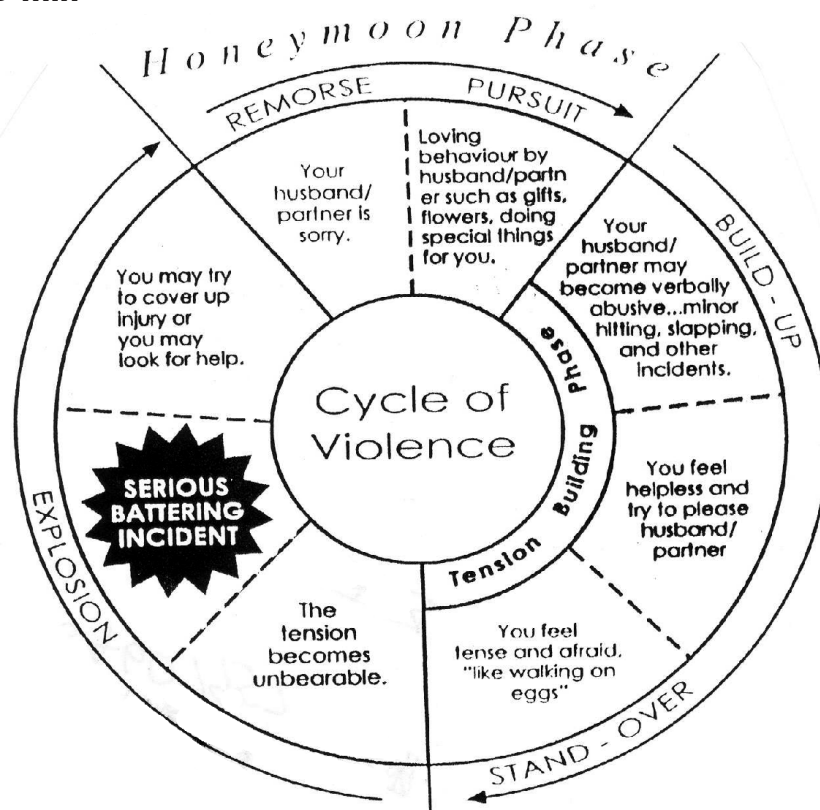 Honeymoon Phase
REMORSE
PURSUIT
Your
husband/
partner is
sorry.
Loving
behaviour by
husband/partn
er such as gifts,
flowers, doing
special things
for you.
BUILD - UP
Your
husband/
partner may
become verbally
abusive...minor
hitting, slapping,
and other
incidents.
You feel
helpless and
try to please
husband/
partner
Tension Building Phase
You feel
tense and afraid,
"like walking on
eggs"
STAND - OVER
The
tension
becomes
unbearable.
SERIOUS
BATTERING
INCIDENT
EXPLOSION
You may try
to cover up
injury or
you may
look for help.
Cycle of
Violence